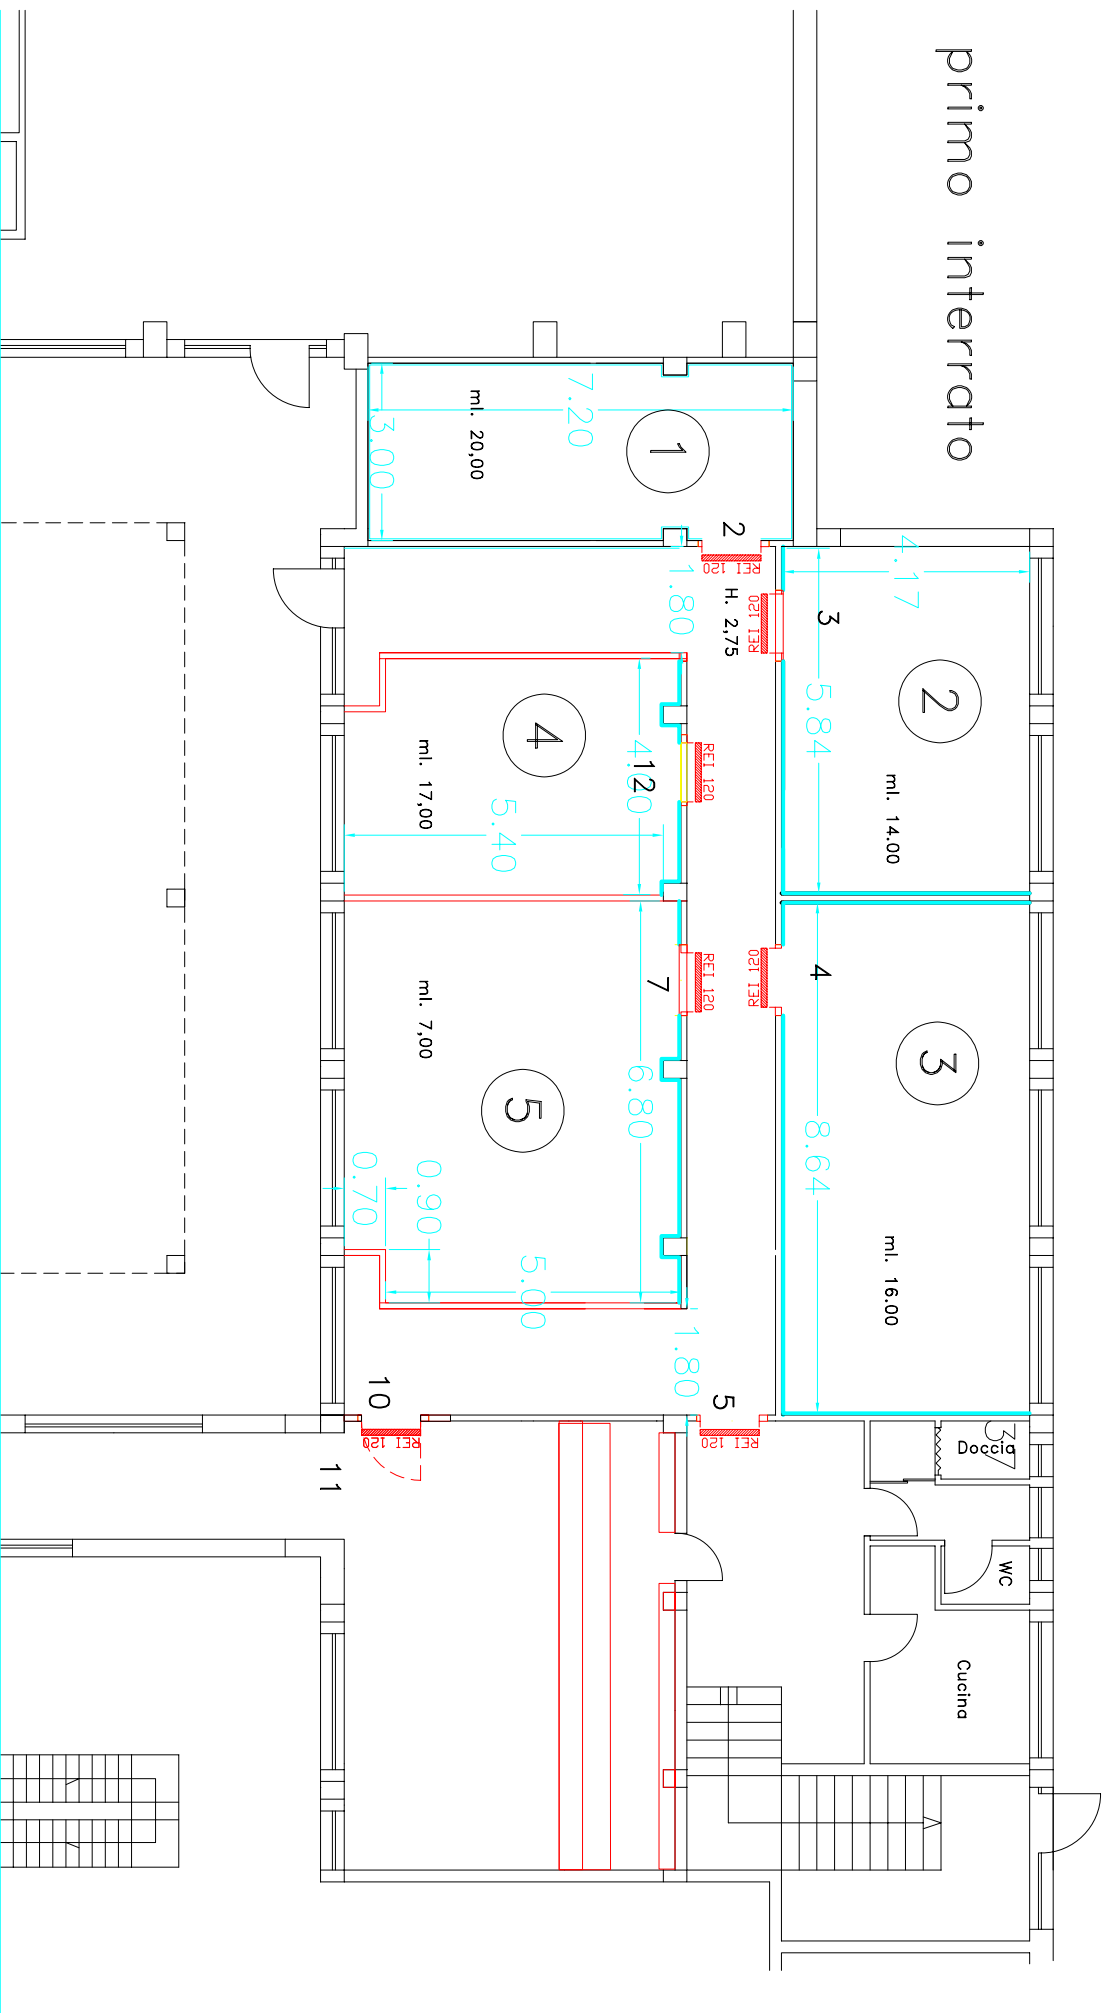 primo interrato
7.20
3.00
ml. 20,00
1
2
REI 120
1.80
H. 2,75
REI 120
3
4.17
5.84
2
ml. 14.00
4
ml. 17,00
4.00
12
REI 120
5.40
7
REI 120
REI 120
4
3
8.64
ml. 16.00
ml. 7,00
5
6.80
0.70
0.90
5.00
1.80
5
REI 120
10
REI 120
11
37
Doccia
WC
Cucina